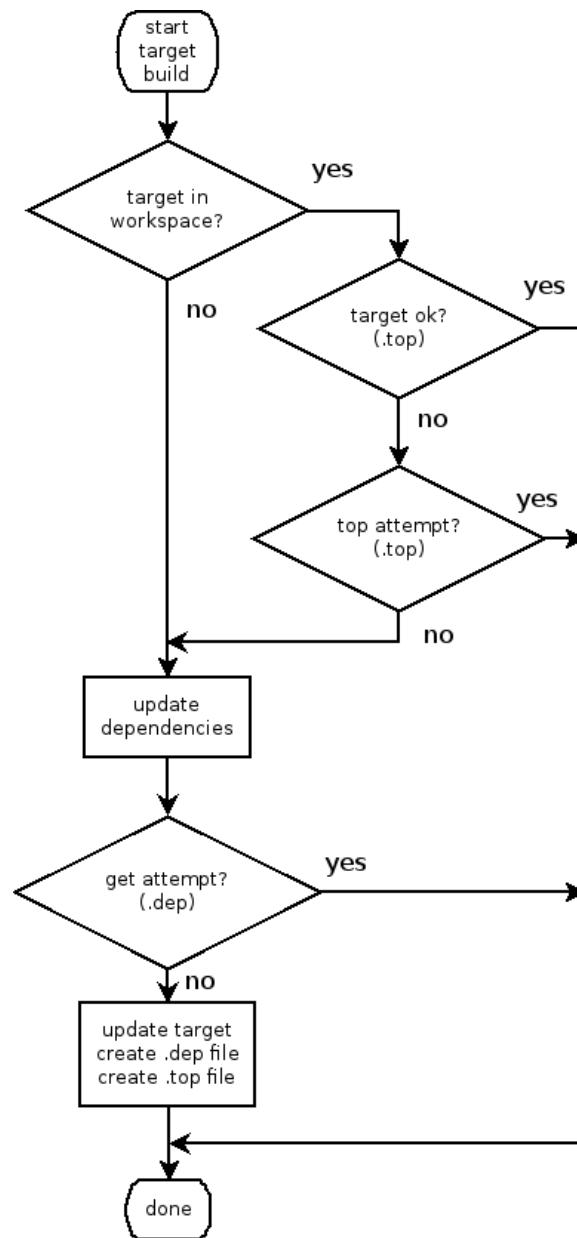 start
target
build
yes
target in
workspace?
no
yes
target ok?
(.top)
no
yes
top attempt?
(.top)
no
update
dependencies
yes
get attempt?
(.dep)
no
update target
create .dep file
create .top file
done